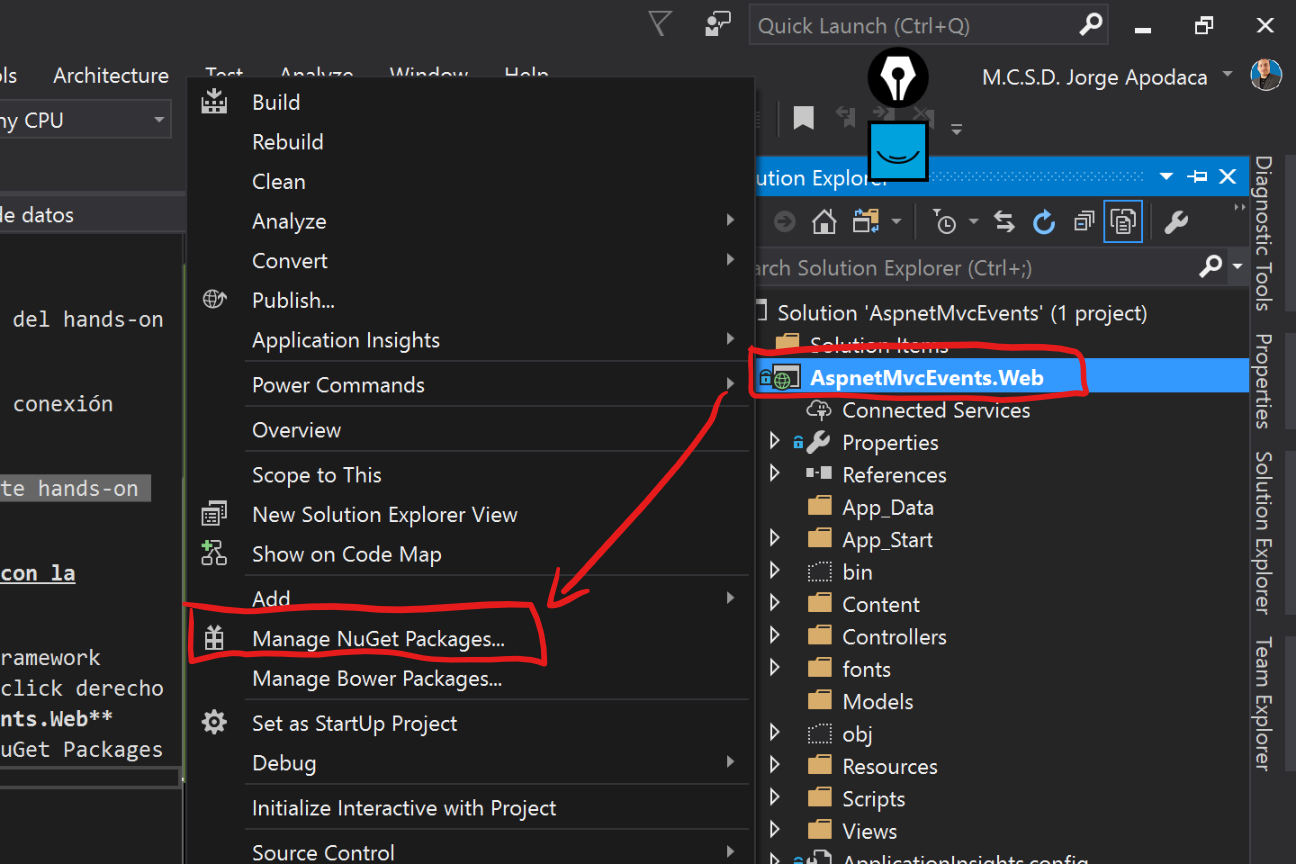 Quick Launch (Ctrl+Q)
ls Architecture Test Analyze Window Help
M.C.S.D. Jorge Apodaca
ny CPU
de datos
del hands-on
conexión
te hands-on
con la
ramework
click derecho
nts.Web**
uGet Packages
Build
Rebuild
Clean
Analyze
Convert
Publish...
Application Insights
Power Commands
Overview
Scope to This
New Solution Explorer View
Show on Code Map
Add
Manage NuGet Packages...
Manage Bower Packages...
Set as StartUp Project
Debug
Initialize Interactive with Project
Source Control
ution Explorer
arch Solution Explorer (Ctrl+;)
Solution 'AspnetMvcEvents' (1 project)
Solution Items
AspnetMvcEvents.Web
Connected Services
Properties
References
App_Data
App_Start
bin
Content
Controllers
fonts
Models
obj
Resources
Scripts
Views
ApplicationInsights.config
Diagnostic Tools
Properties
Solution Explorer
Team Explorer